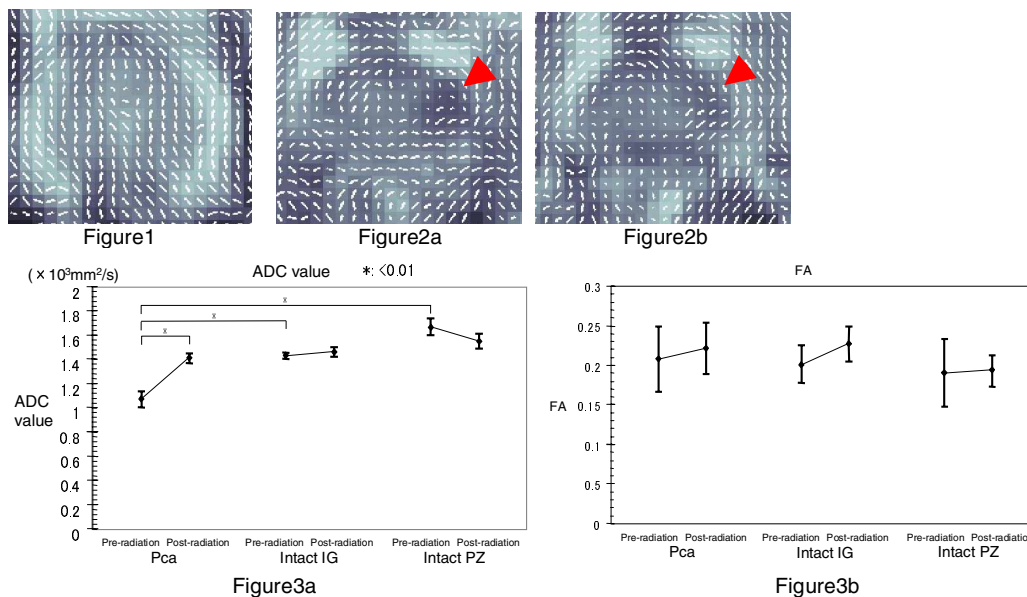 Figure1
Figure2a
Figure2b
(×10³mm²/s)
ADC value *: <0.01
2
1.8
1.6
1.4
1.2
1
0.8
0.6
0.4
0.2
0
ADC
value
*
*
*
Pre-radiation Post-radiation Pre-radiation Post-radiation Pre-radiation Post-radiation
Pca Intact IG Intact PZ
Figure3a
FA
0.3
0.25
0.2
0.15
0.1
0.5
0
FA
Pre-radiation Post-radiation Pre-radiation Post-radiation Pre-radiation Post-radiation
Pca Intact IG Intact PZ
Figure3b